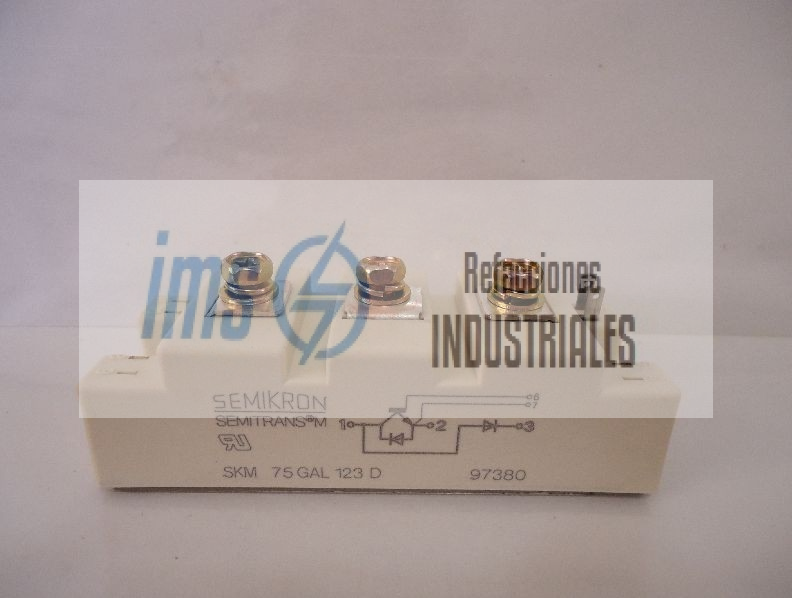 ims
Refacciones
INDUSTRIALES
SEMIKRON
SEMITRANS®M
1
2
3
6
7
SKM 75 GAL 123 D
97380